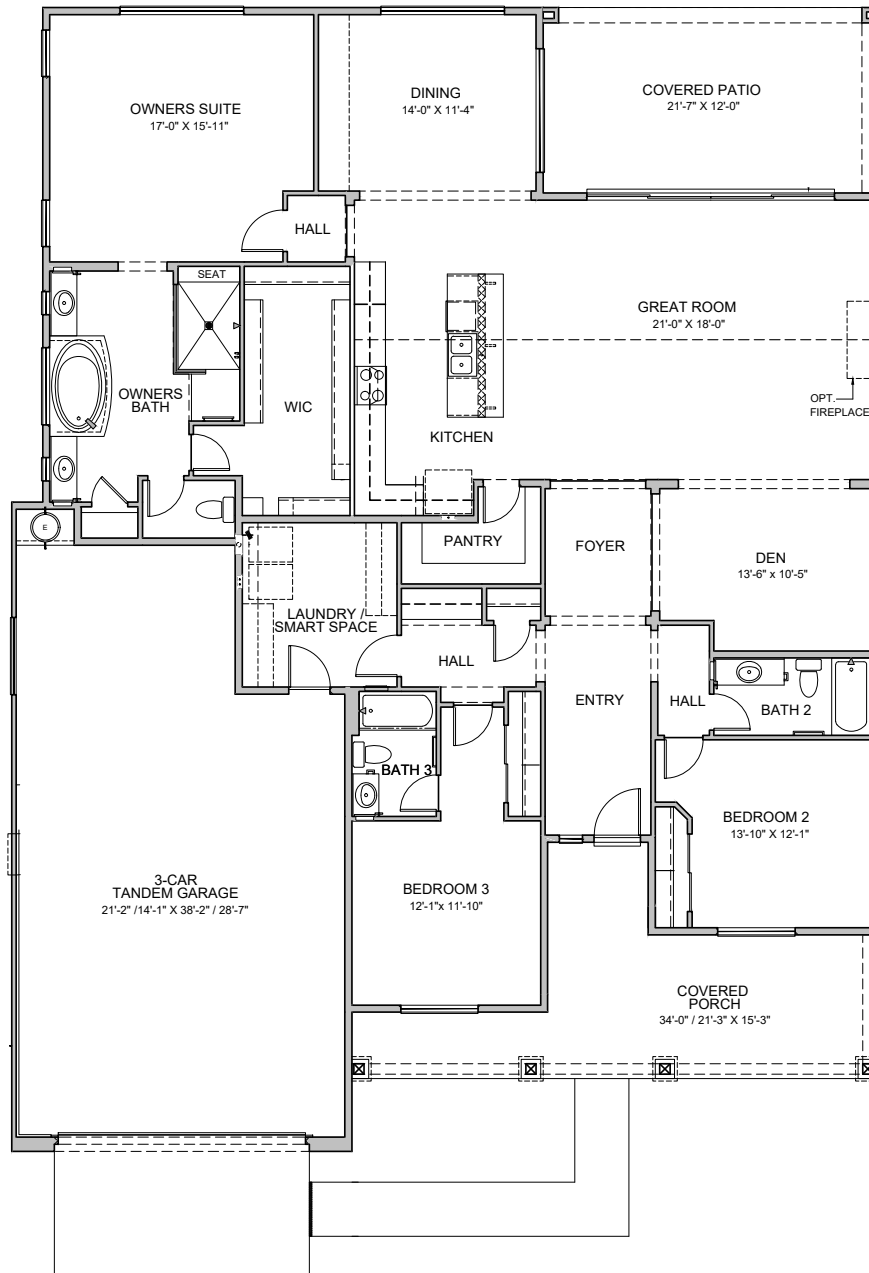 OWNERS SUITE
17'-0" X 15'-11"
DINING
14'-0" X 11'-4"
COVERED PATIO
21'-7" X 12'-0"
HALL
SEAT
GREAT ROOM
21'-0" X 18'-0"
OWNERS
BATH
WIC
OPT.
FIREPLACE
KITCHEN
E
PANTRY
FOYER
DEN
13'-6" x 10'-5"
LAUNDRY /
SMART SPACE
HALL
ENTRY
HALL
BATH 2
BATH 3
BEDROOM 2
13'-10" X 12'-1"
3-CAR
TANDEM GARAGE
21'-2" /14'-1" X 38'-2" / 28'-7"
BEDROOM 3
12'-1"x 11'-10"
COVERED
PORCH
34'-0" / 21'-3" X 15'-3"